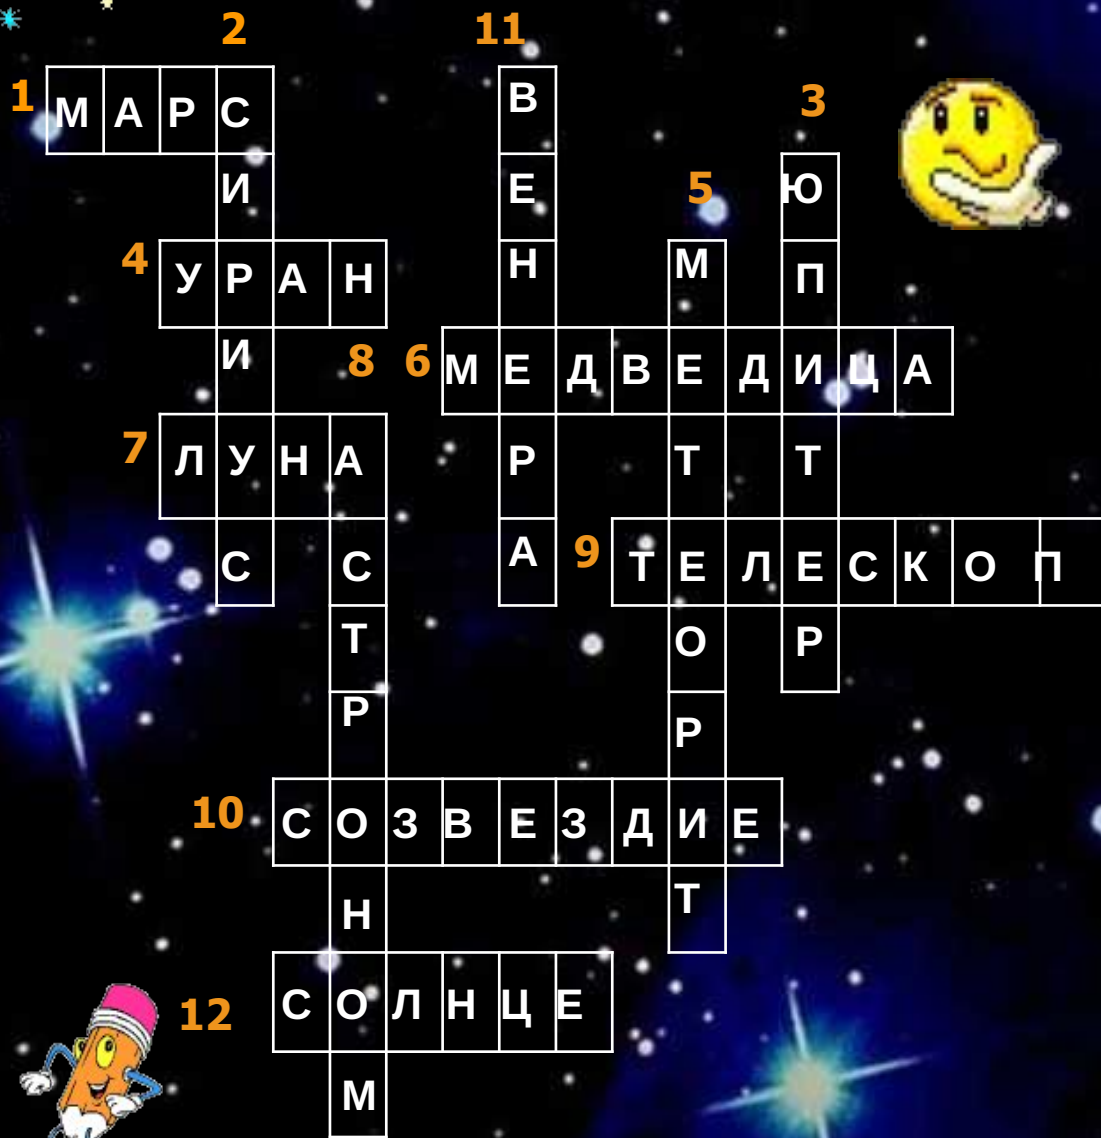 2 11
1 МАРС В 3
И Е 5 Ю
4 УРАН Н М П
И 8 6 МЕДВЕДИЦА
7 ЛУНА Р Т Т
С С А 9 ТЕЛЕСКОП
Т О Р
Р Р
10 СОЗВЕЗДИЕ
Н Т
12 СОЛНЦЕ
М